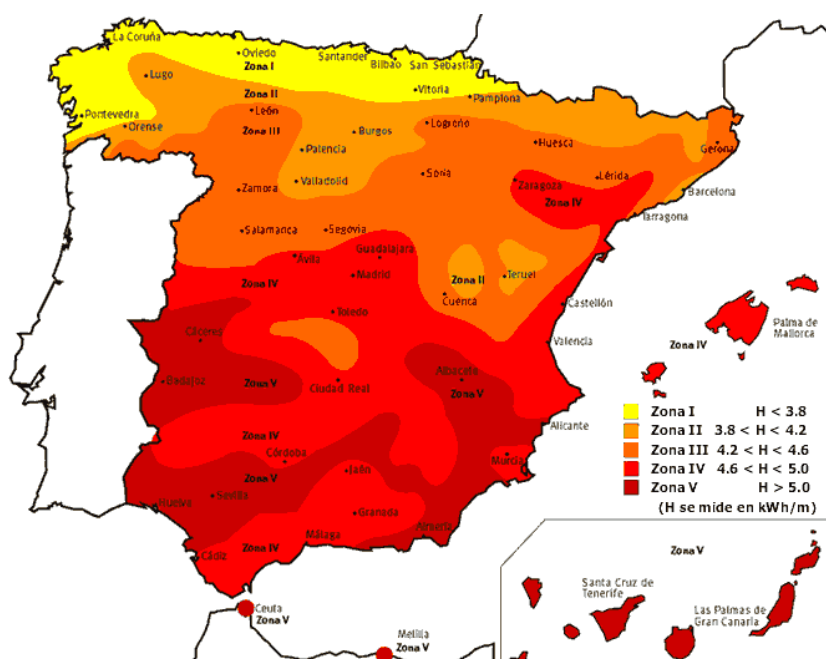 La Coruña
Oviedo
Santander
Bilbao
San Sebastián
Zona I
Lugo
Vitoria
Pamplona
Zona II
León
Pontevedra
Orense
Zona III
Burgos
Logroño
Huesca
Gerona
Palencia
Soria
Zaragoza
Lérida
Valladolid
Zamora
Barcelona
Zona IV
Tarragona
Salamanca
Segovia
Guadalajara
Ávila
Madrid
Zona IV
Zona II
Teruel
Cuenca
Toledo
Castellón
Palma de
Mallorca
Cáceres
Valencia
Zona IV
Badajoz
Zona V
Ciudad Real
Albacete
Zona V
Alicante
Zona I H < 3.8
Zona II 3.8 < H < 4.2
Zona III 4.2 < H < 4.6
Zona IV 4.6 < H < 5.0
Zona V H > 5.0
(H se mide en kWh/m)
Zona IV
Córdoba
Murcia
Jaén
Zona V
Sevilla
Huelva
Granada
Almería
Málaga
Zona IV
Cádiz
Zona V
Santa Cruz de
Tenerife
Las Palmas de
Gran Canaria
Ceuta
Zona V
Melilla
Zona V